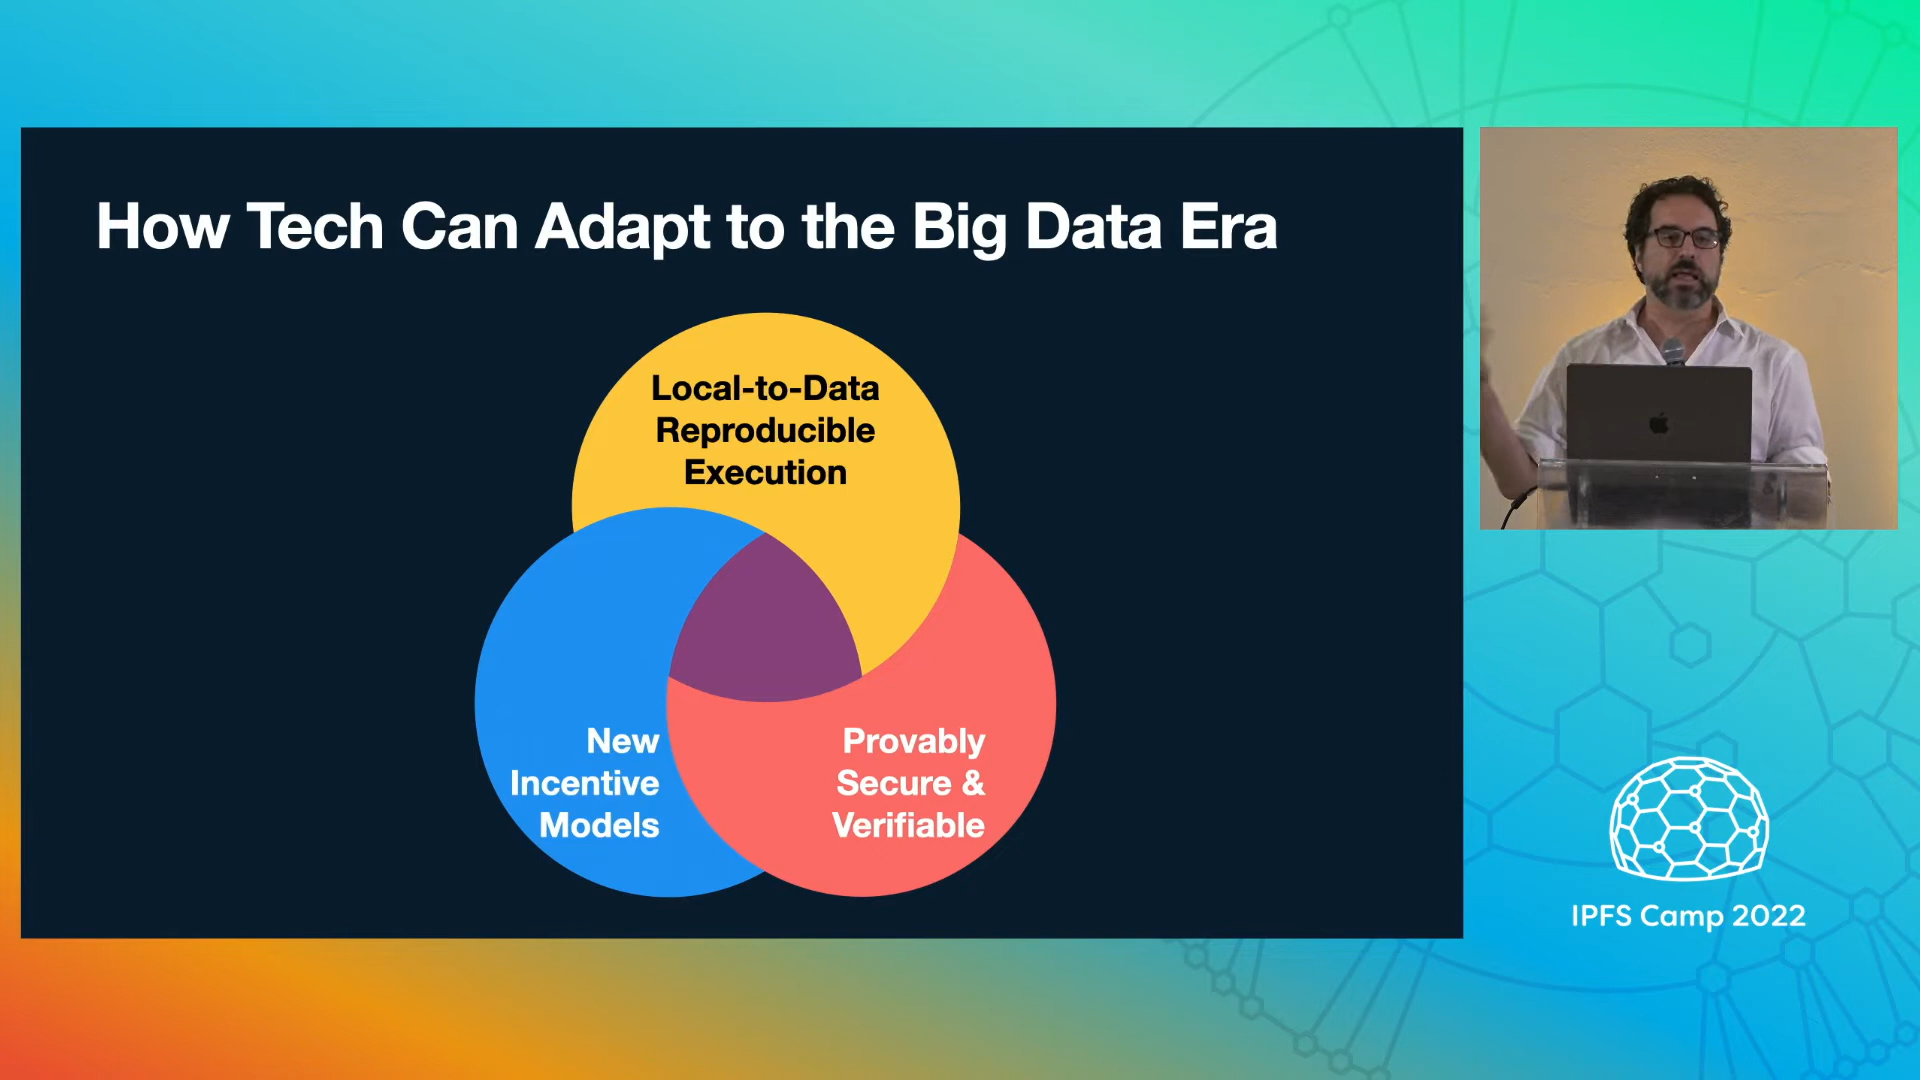 How Tech Can Adapt to the Big Data Era
Local-to-Data
Reproducible
Execution
New
Incentive
Models
Provably
Secure &
Verifiable
IPFS Camp 2022